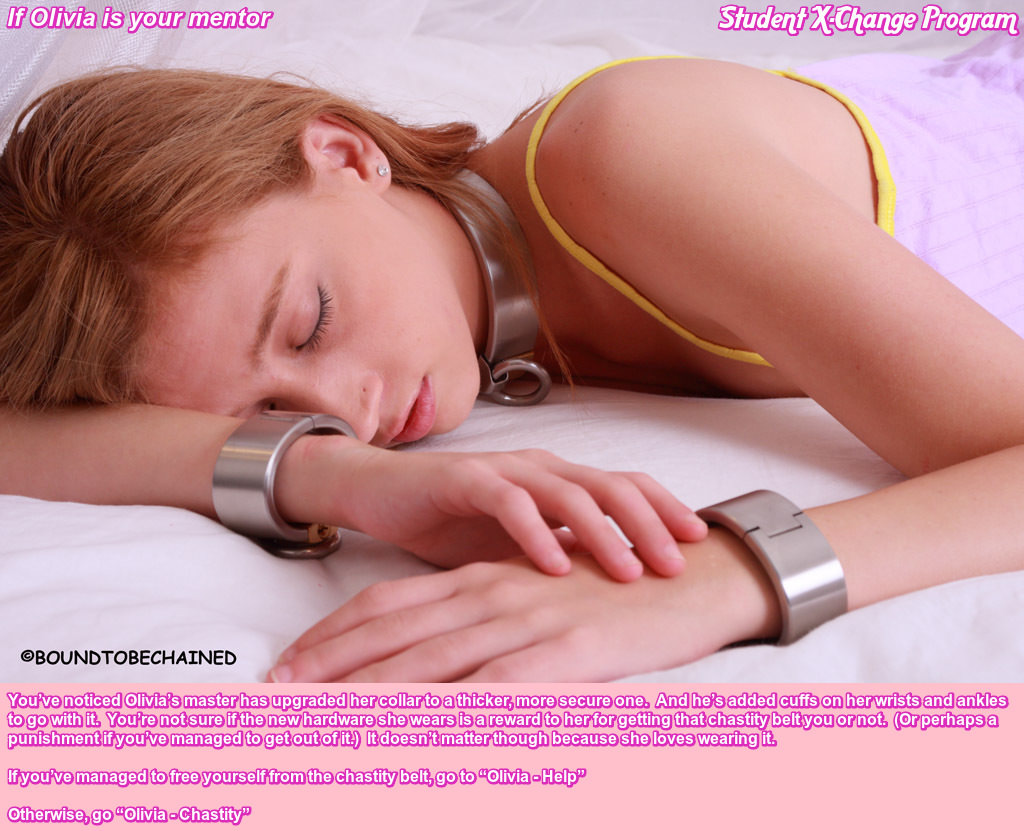 If Olivia is your mentor
Student X-Change Program
©BOUNDTOBECHAINED
You've noticed Olivia's master has upgraded her collar to a thicker, more secure one.  And he's added cuffs on her wrists and ankles
to go with it.  You're not sure if the new hardware she wears is a reward to her for getting that chastity belt you or not.  (Or perhaps a
punishment if you've managed to get out of it.)  It doesn't matter though because she loves wearing it.
If you've managed to free yourself from the chastity belt, go to "Olivia - Help"
Otherwise, go "Olivia - Chastity"